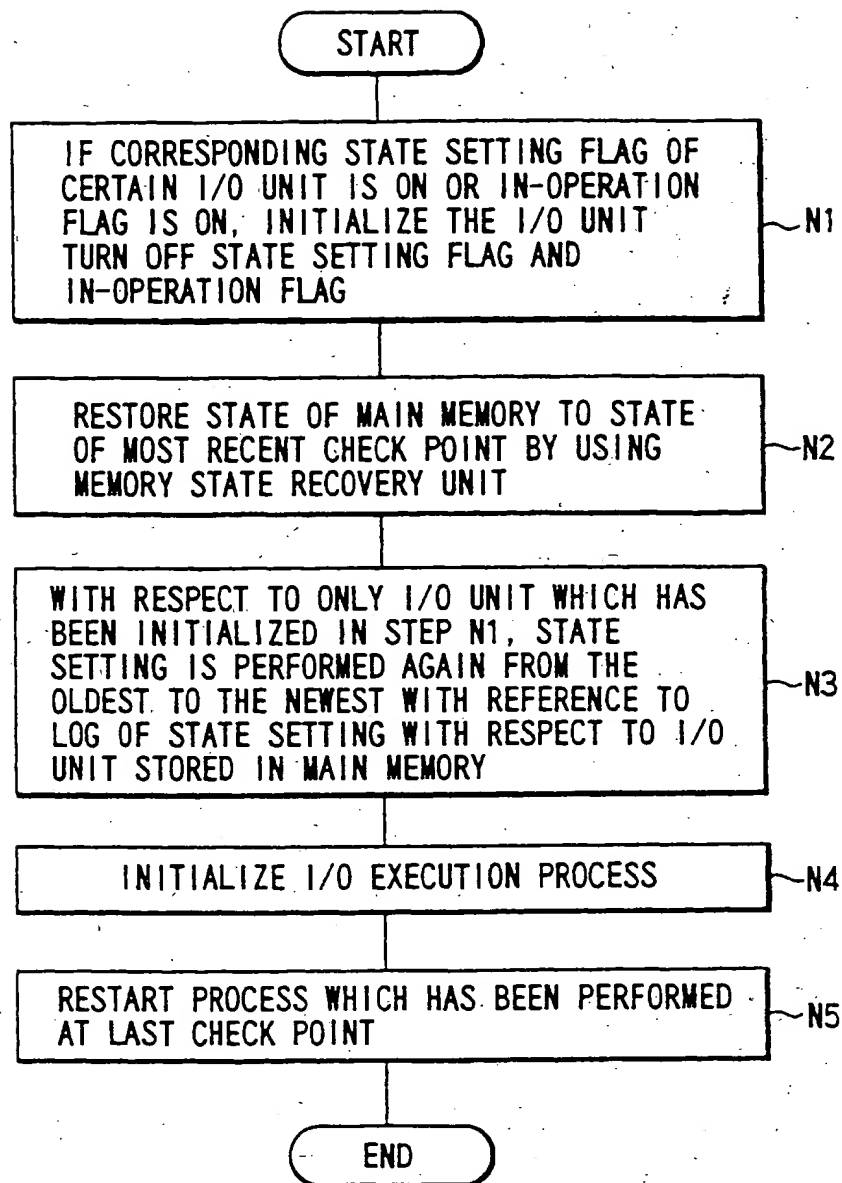 START
IF CORRESPONDING STATE SETTING FLAG OF
CERTAIN I/O UNIT IS ON OR IN-OPERATION
FLAG IS ON, INITIALIZE THE I/O UNIT
TURN OFF STATE SETTING FLAG AND
IN-OPERATION FLAG
N1
RESTORE STATE OF MAIN MEMORY TO STATE
OF MOST RECENT CHECK POINT BY USING
MEMORY STATE RECOVERY UNIT
N2
WITH RESPECT TO ONLY I/O UNIT WHICH HAS
BEEN INITIALIZED IN STEP N1, STATE
SETTING IS PERFORMED AGAIN FROM THE
OLDEST TO THE NEWEST WITH REFERENCE TO
LOG OF STATE SETTING WITH RESPECT TO I/O
UNIT STORED IN MAIN MEMORY
N3
INITIALIZE I/O EXECUTION PROCESS
N4
RESTART PROCESS WHICH HAS BEEN PERFORMED
AT LAST CHECK POINT
N5
END